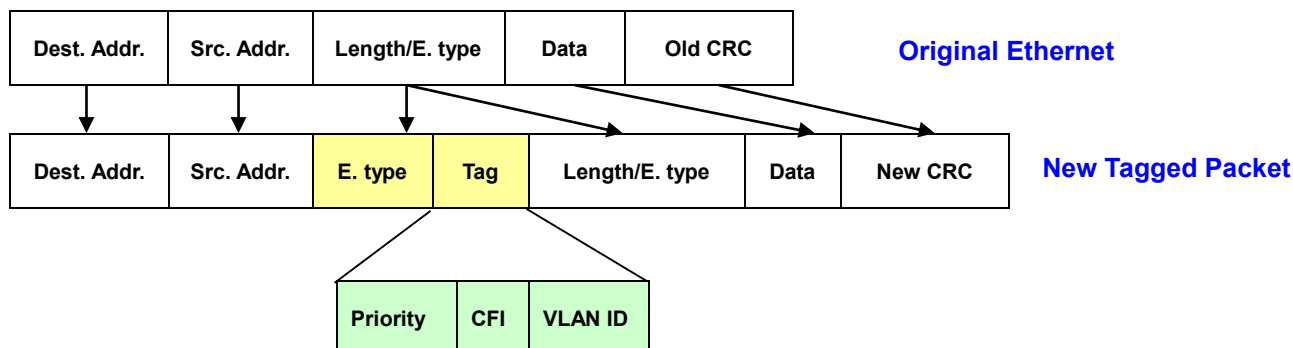 Dest. Addr. Src. Addr. Length/E. type Data Old CRC Original Ethernet
Dest. Addr. Src. Addr. E. type Tag Length/E. type Data New CRC New Tagged Packet
Priority CFI VLAN ID